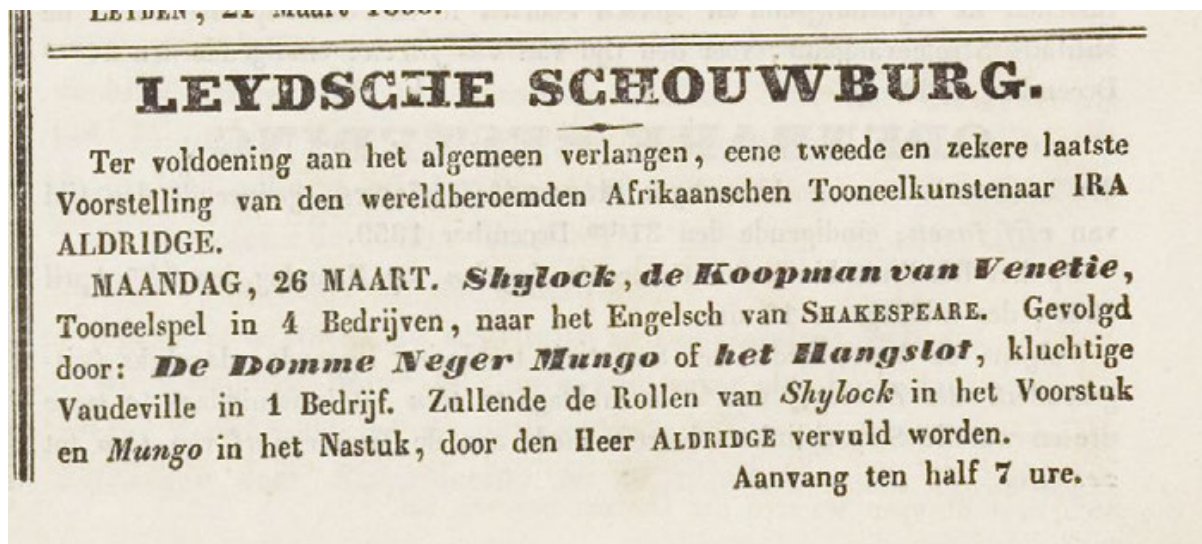 LEYDEN, 21 Maart
LEYDSCHE SCHOUWBURG.
Ter voldoening aan het algemeen verlangen, eene tweede en zekere laatste
Voorstelling van den wereldberoemden Afrikaanschen Tooneelkunstenaar IRA
ALDRIDGE.
MAANDAG, 26 MAART. Shylock, de Koopman van Venetie,
Tooneelspel in 4 Bedrijven, naar het Engelsch van SHAKESPEARE. Gevolgd
door: De Domme Neger Mungo of het Hangslot, kluchtige
Vaudeville in 1 Bedrijf. Zullende de Rollen van Shylock in het Voorstuk
en Mungo in het Nastuk, door den Heer ALDRIDGE vervuld worden.
Aanvang ten half 7 ure.